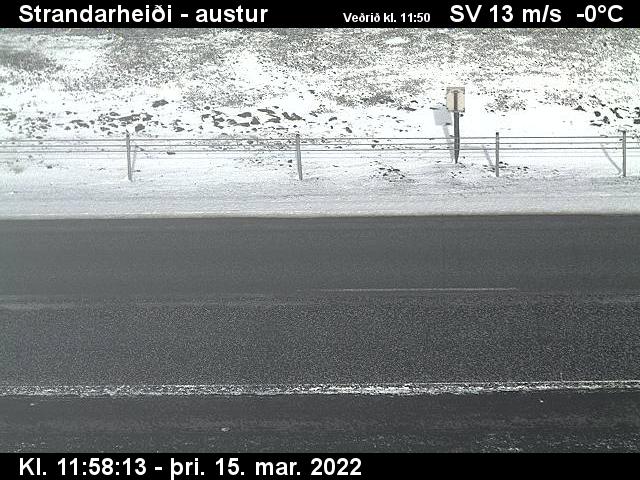 Strandarheiði - austur Veðrið kl. 11:50 SV 13 m/s -0°C
Kl. 11:58:13 - þri. 15. mar. 2022